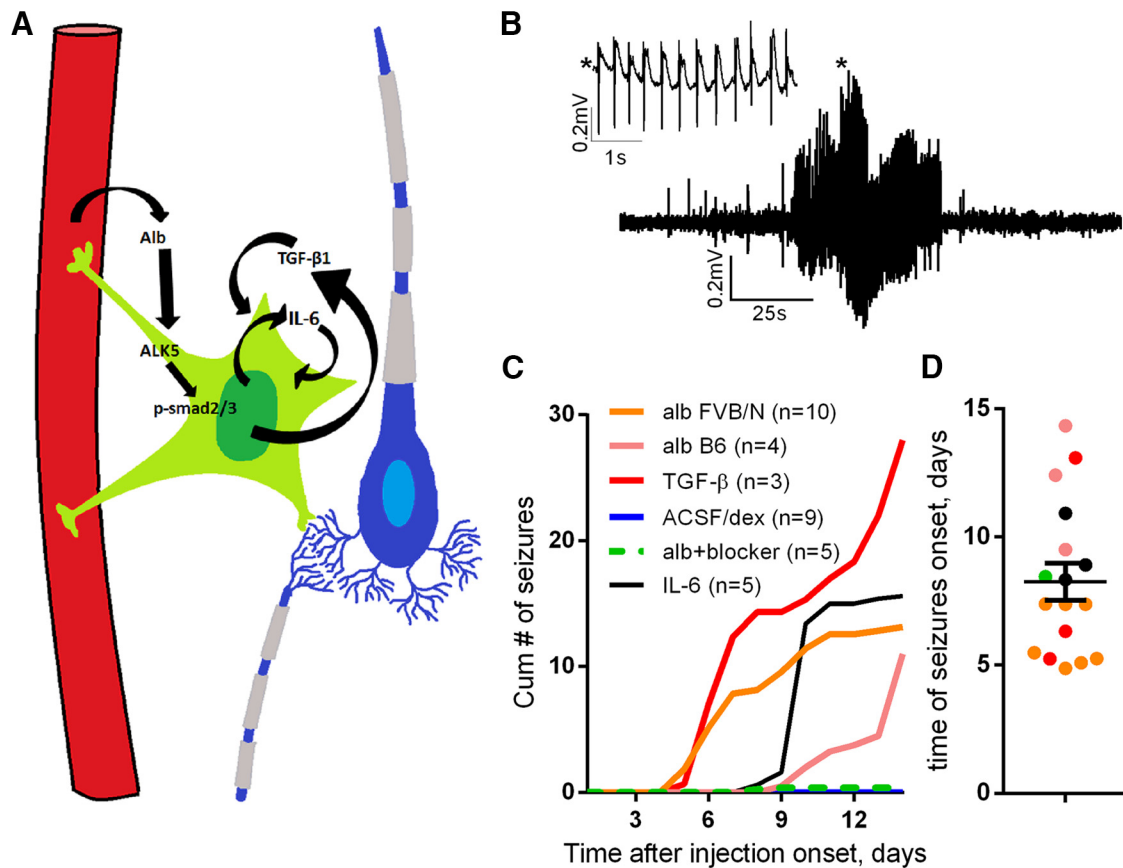 A
Alb
TGF-β1
IL-6
ALK5
p-smad2/3
B
*
*
0.2mV
1s
0.2mV
25s
C
Cum # of seizures
30
20
10
0
alb FVB/N (n=10)
alb B6 (n=4)
TGF-β (n=3)
ACSF/dex (n=9)
alb+blocker (n=5)
IL-6 (n=5)
3 6 9 12
Time after injection onset, days
D
time of seizures onset, days
15
10
5
0